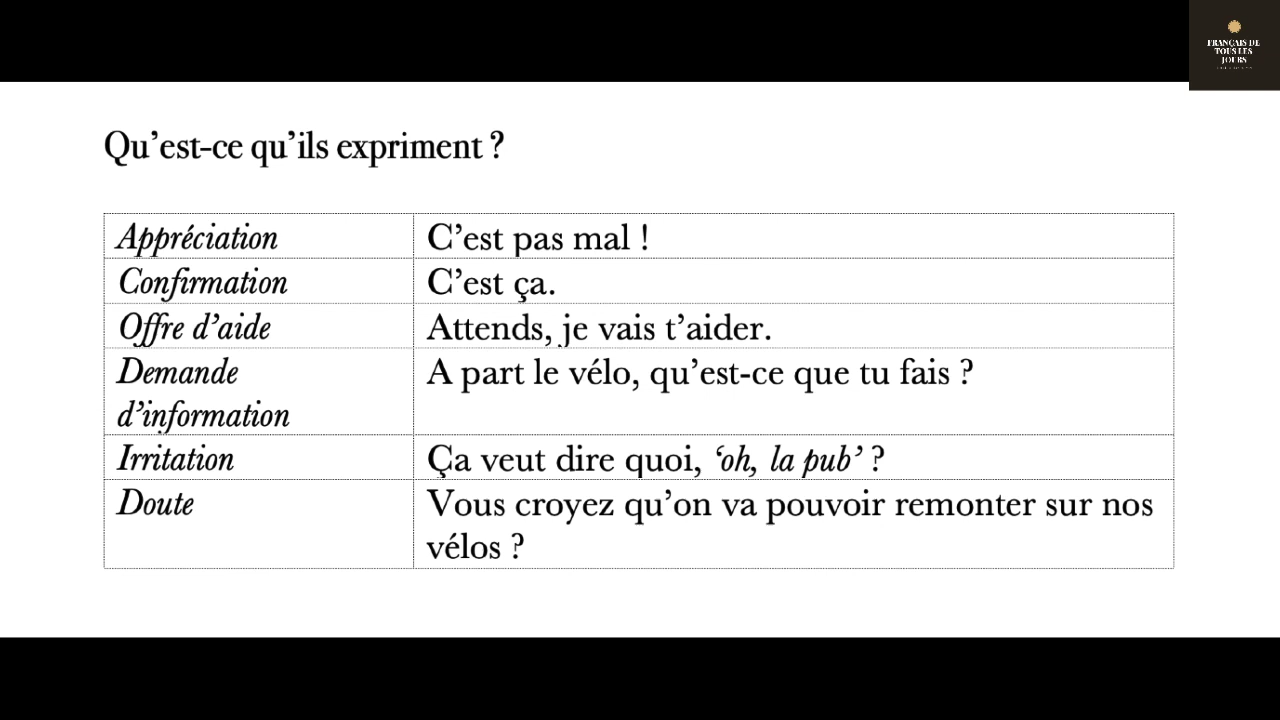 FRANÇAIS DE
TOUS LES
JOURS
Qu’est-ce qu’ils expriment ?
Appréciation C’est pas mal !
Confirmation C’est ça.
Offre d’aide Attends, je vais t’aider.
Demande A part le vélo, qu’est-ce que tu fais ?
d’information
Irritation Ça veut dire quoi, ‘oh, la pub’ ?
Doute Vous croyez qu’on va pouvoir remonter sur nos
vélos ?